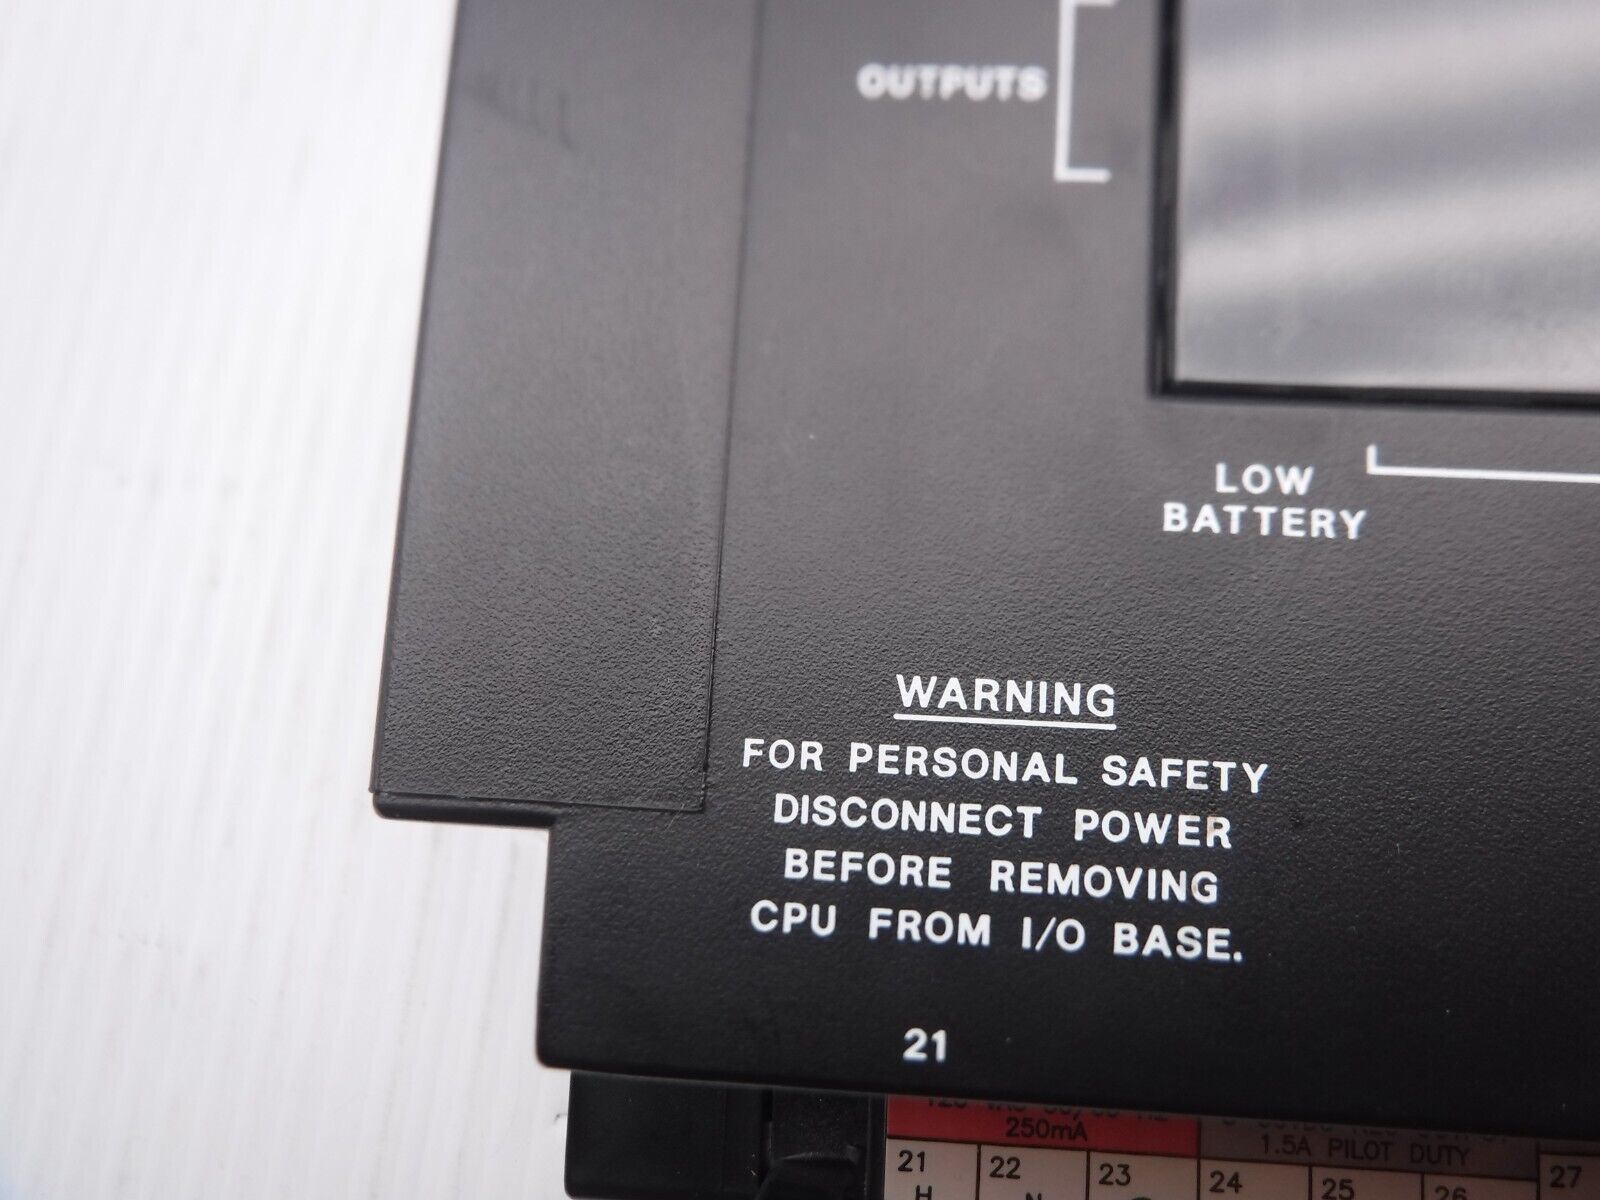 OUTPUTS
LOW
BATTERY
WARNING
FOR PERSONAL SAFETY
DISCONNECT POWER
BEFORE REMOVING
CPU FROM I/O BASE.
21
250mA
1.5A PILOT DUTY
21 22 23 24 25 26 27
H N